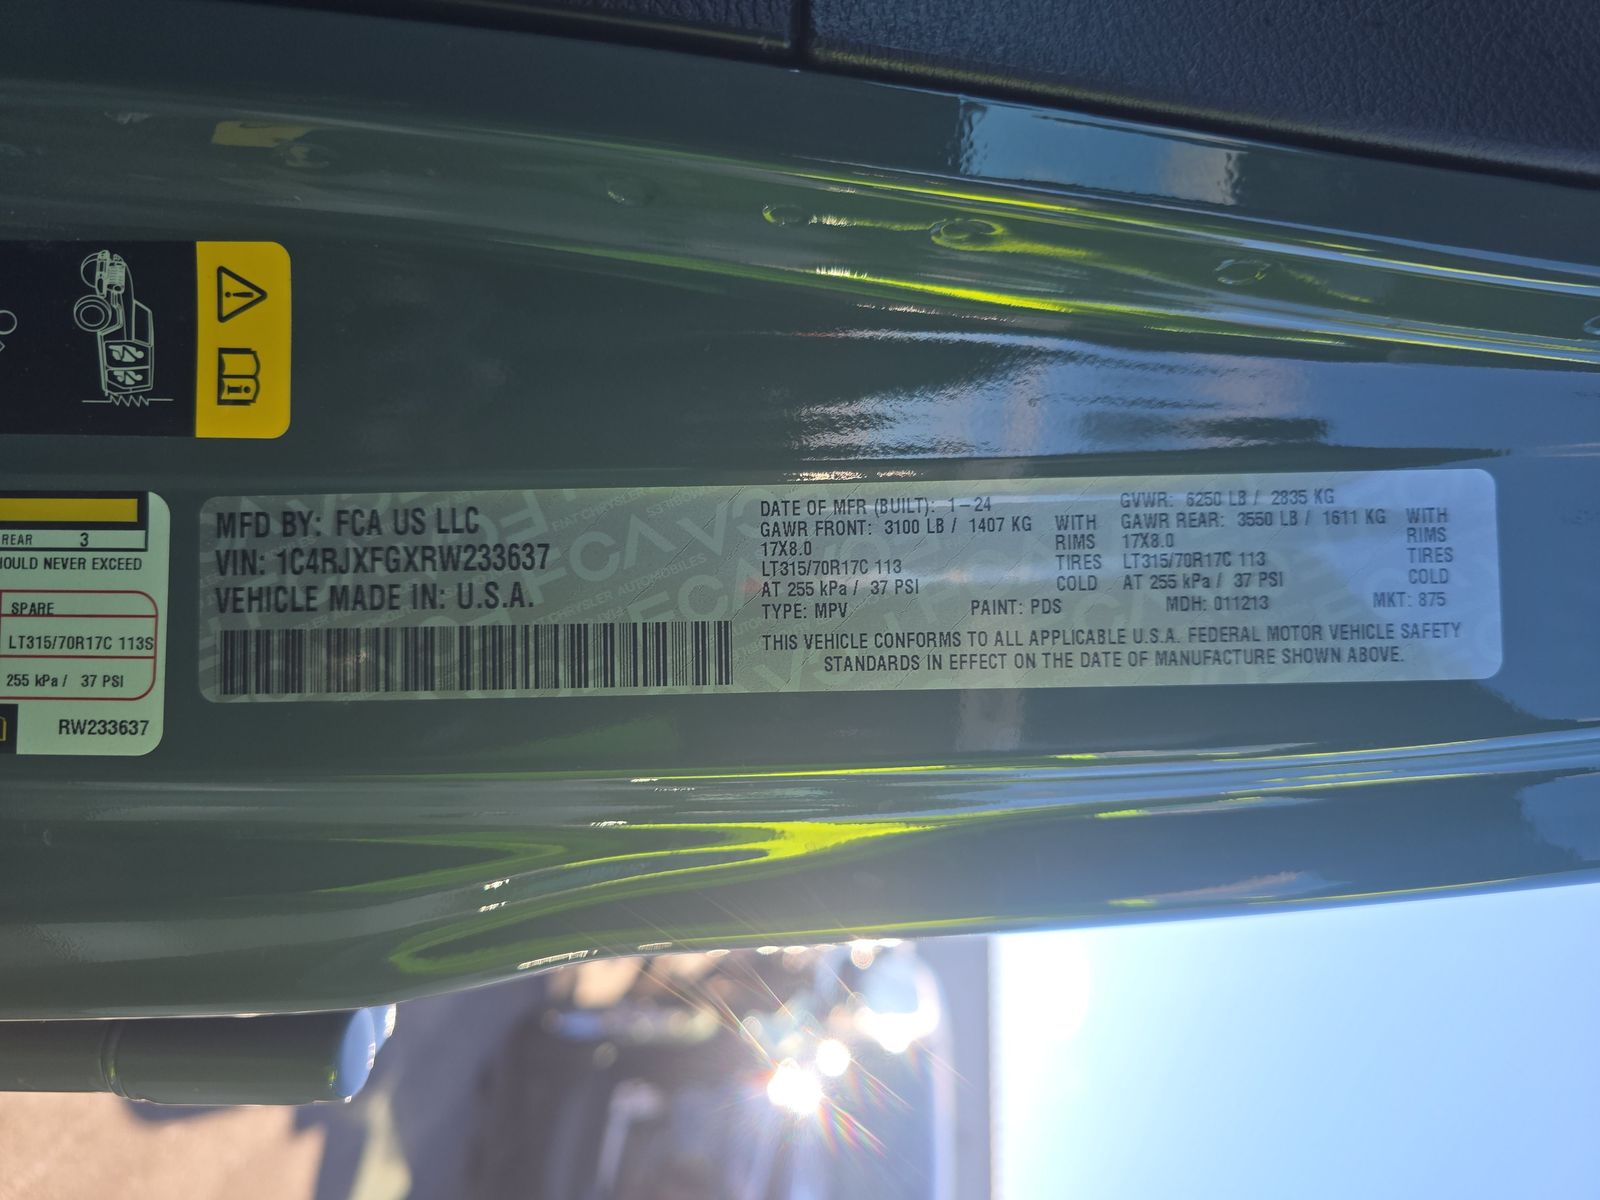 REAR 3
HOULD NEVER EXCEED
SPARE
LT315/70R17C 113S
255 kPa / 37 PSI
RW233637
MFD BY: FCA US LLC
VIN: 1C4RJXFGXRW233637
VEHICLE MADE IN: U.S.A.
DATE OF MFR (BUILT): 1-24 GVWR: 6250 LB / 2835 KG
GAWR FRONT: 3100 LB / 1407 KG WITH GAWR REAR: 3550 LB / 1611 KG WITH
17X8.0 RIMS 17X8.0 RIMS
LT315/70R17C 113 TIRES LT315/70R17C 113 TIRES
AT 255 kPa / 37 PSI COLD AT 255 kPa / 37 PSI COLD
TYPE: MPV PAINT: PDS MDH: 011213 MKT: 875
THIS VEHICLE CONFORMS TO ALL APPLICABLE U.S.A. FEDERAL MOTOR VEHICLE SAFETY
STANDARDS IN EFFECT ON THE DATE OF MANUFACTURE SHOWN ABOVE.